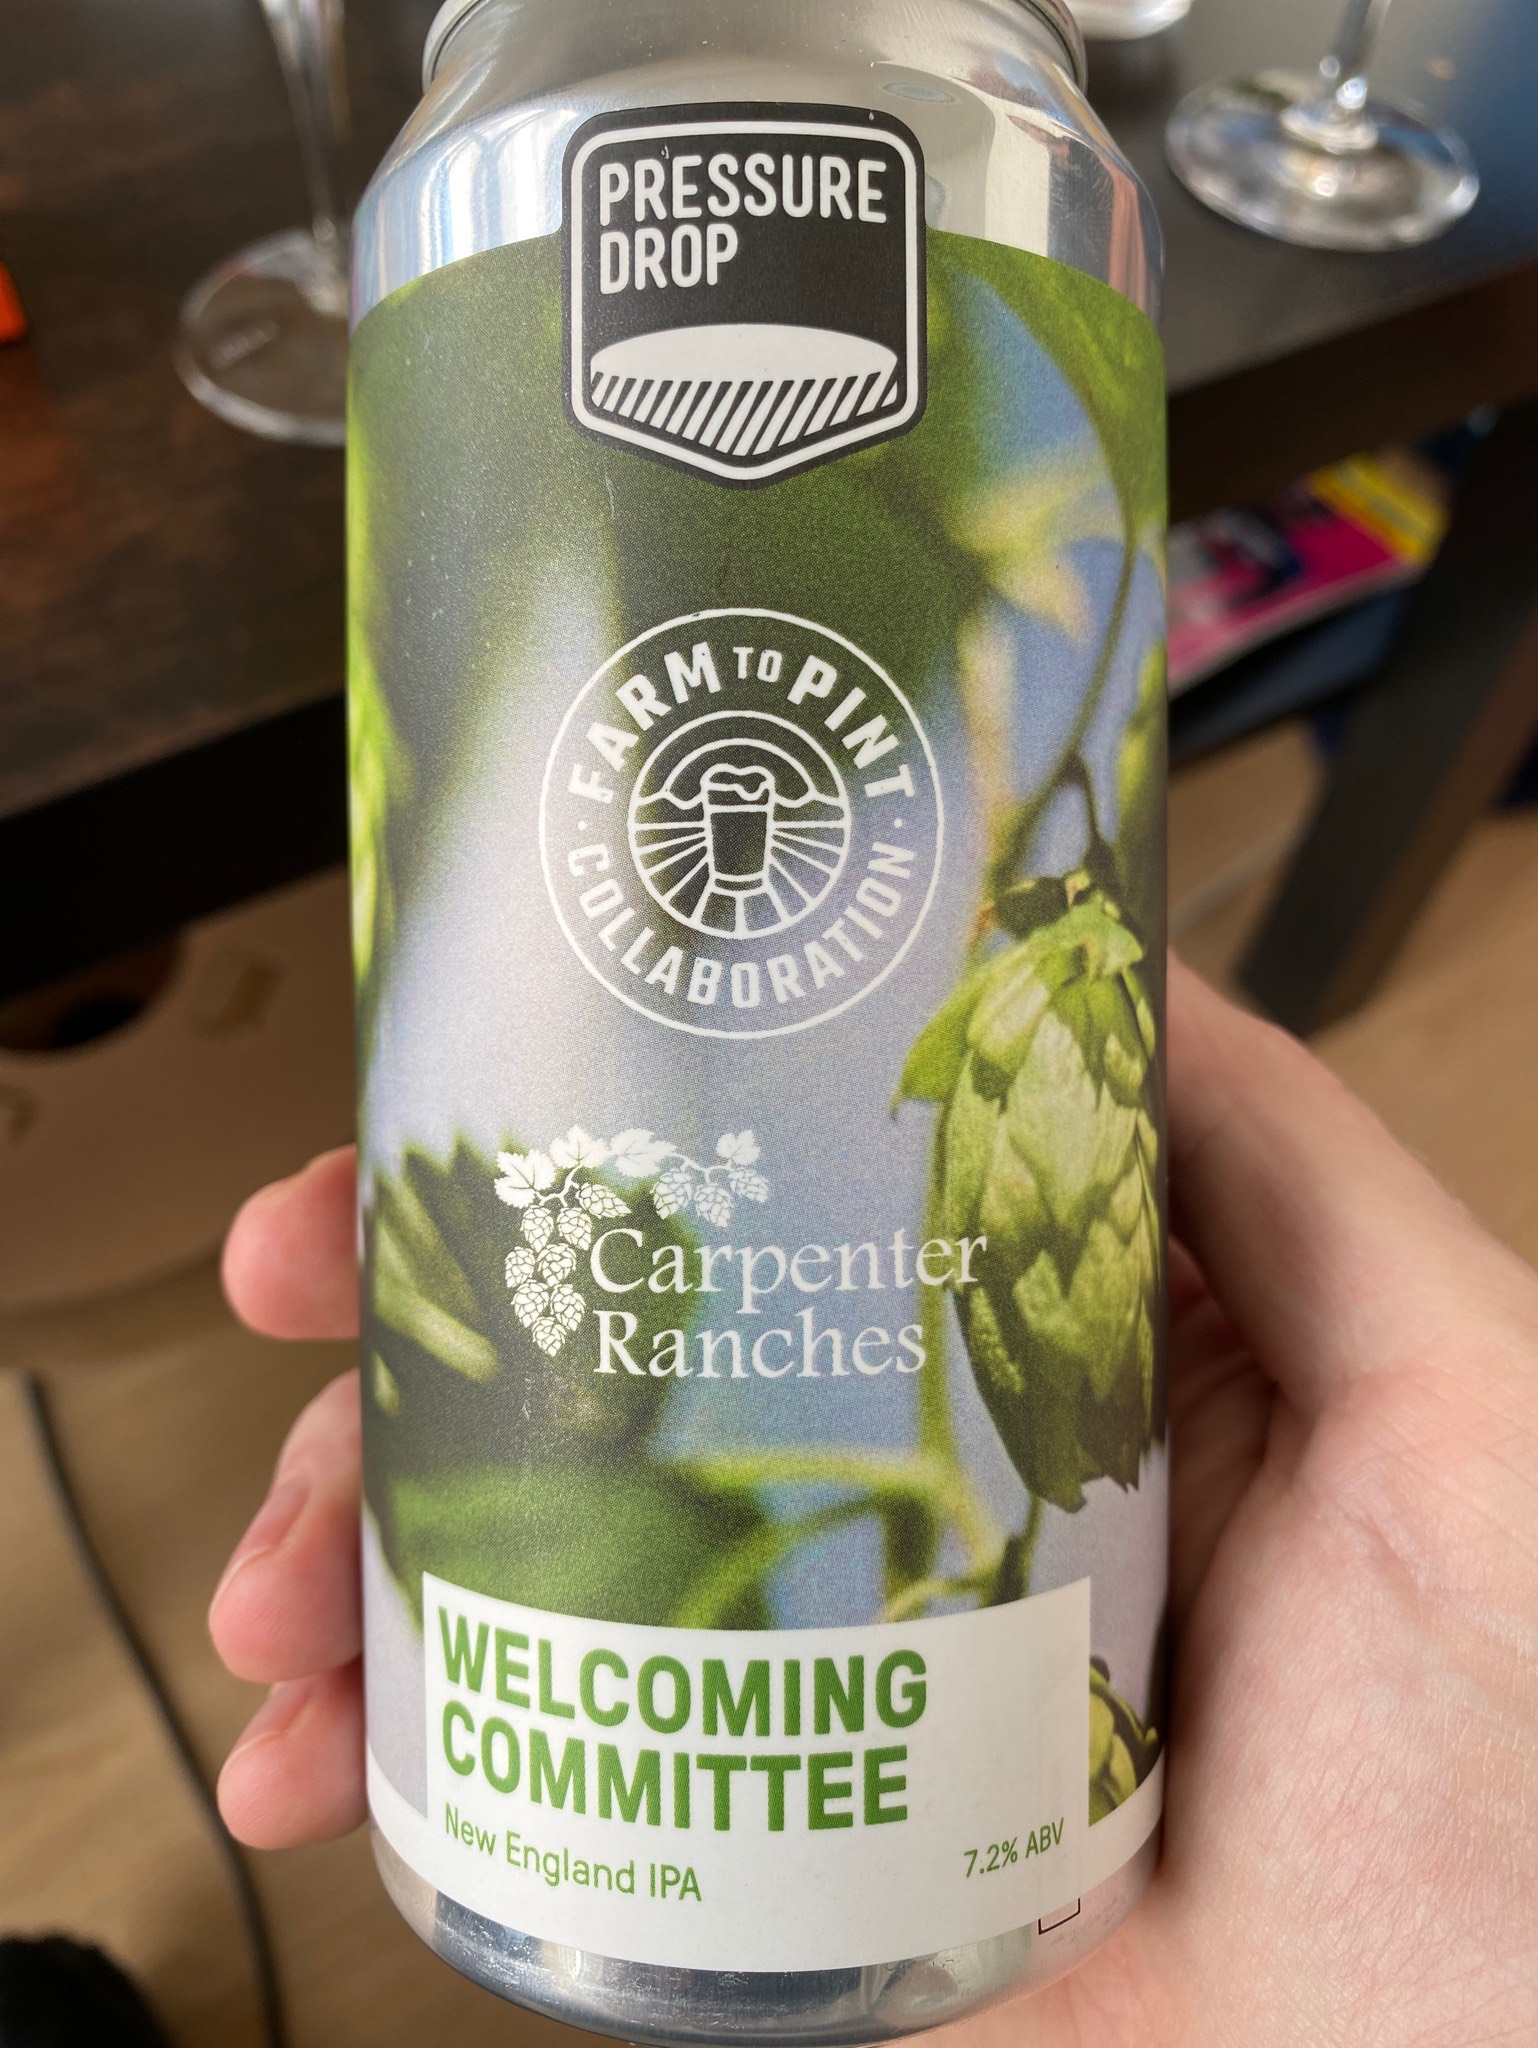 PRESSURE
DROP
FARM TO PINT
· COLLABORATION ·
Carpenter
Ranches
WELCOMING
COMMITTEE
New England IPA
7.2% ABV